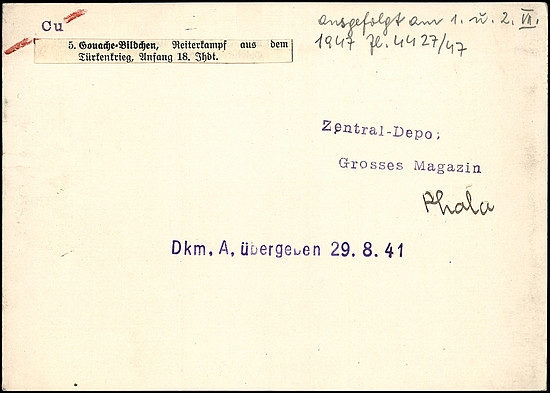 Cu
ausgefolgt am 1. u. 2. VII.
1947 Zl. 4427/47
5. Gouache-Bildchen, Reiterkampf aus dem
Türkenkrieg, Anfang 18. Jhdt.
Zentral-Depo;
Grosses Magazin
Dkm. A. übergeben 29. 8. 41